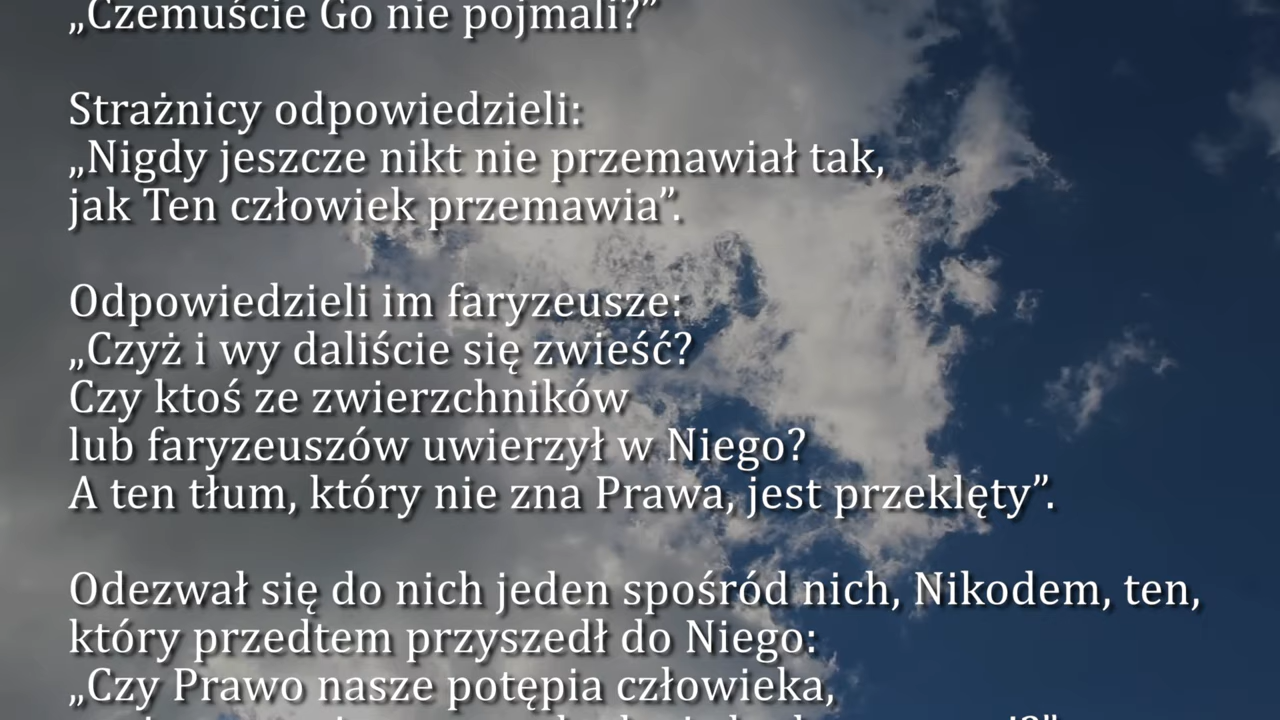 „Czemuście Go nie pojmali?”
Strażnicy odpowiedzieli:
„Nigdy jeszcze nikt nie przemawiał tak,
jak Ten człowiek przemawia”.
Odpowiedzieli im faryzeusze:
„Czyż i wy daliście się zwieść?
Czy ktoś ze zwierzchników
lub faryzeuszów uwierzył w Niego?
A ten tłum, który nie zna Prawa, jest przeklęty”.
Odezwał się do nich jeden spośród nich, Nikodem, ten,
który przedtem przyszedł do Niego:
„Czy Prawo nasze potępia człowieka,